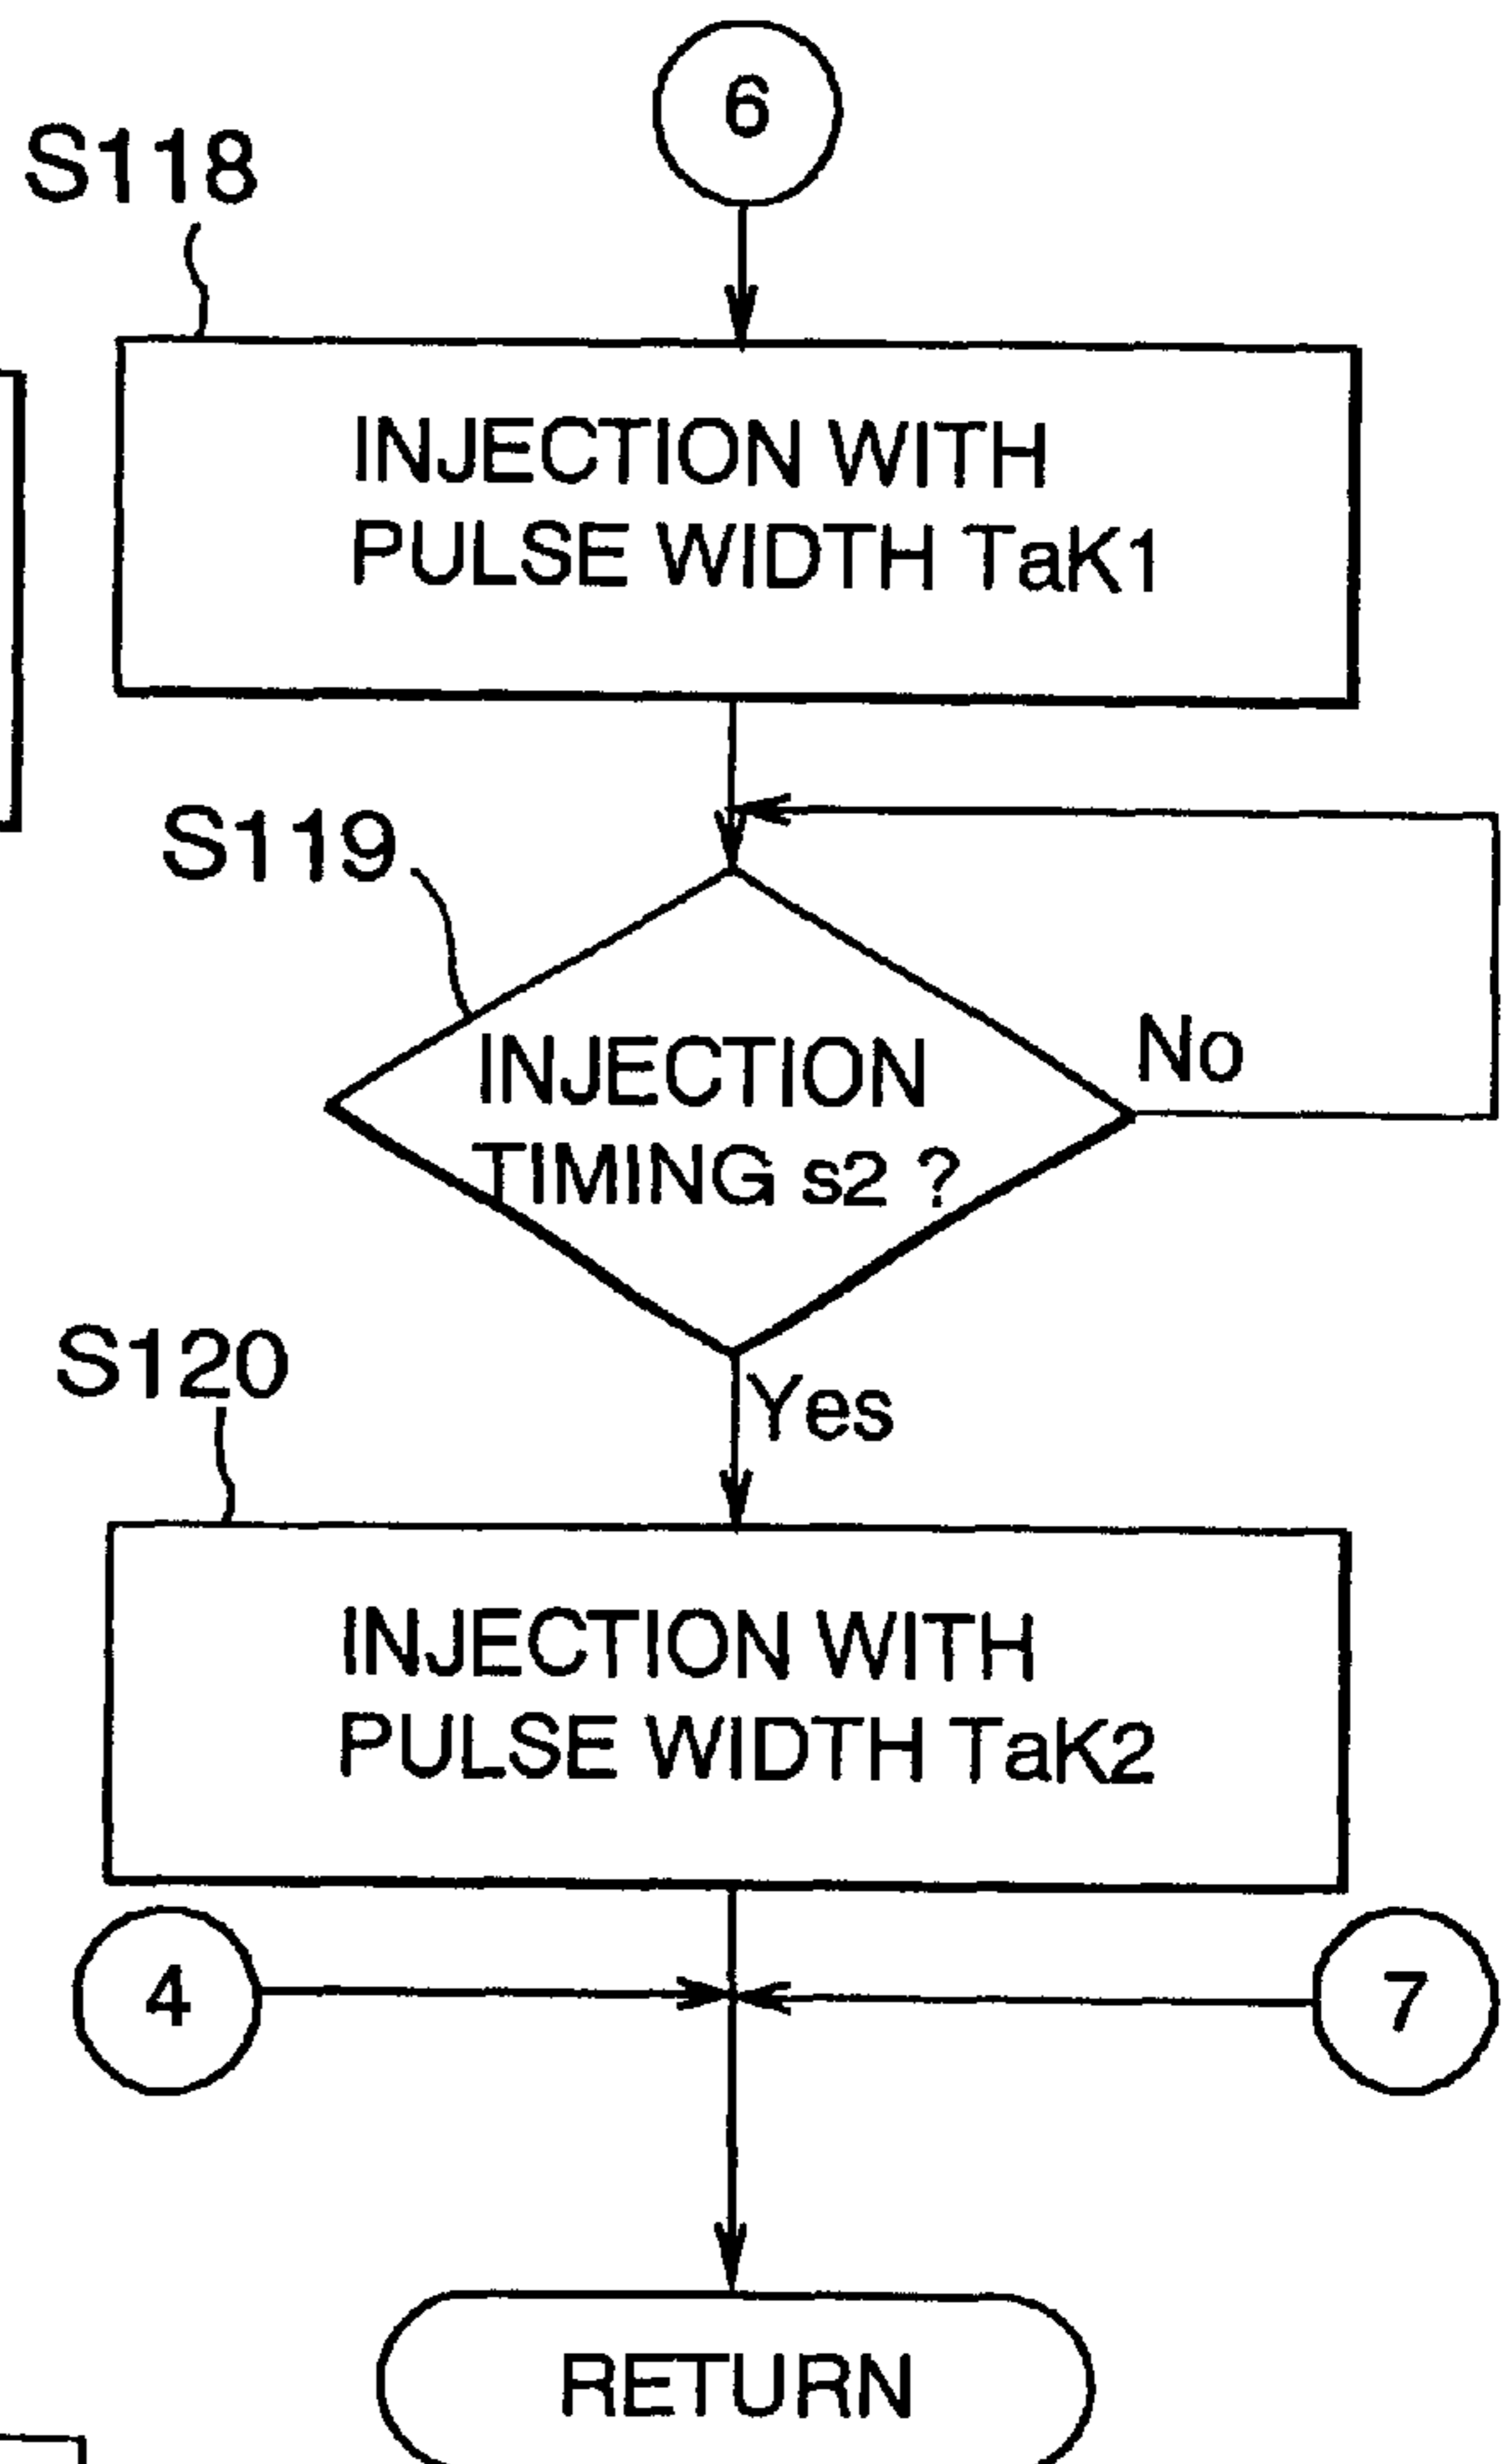 6
S118
INJECTION WITH
PULSE WIDTH TaK1
S119
INJECTION
TIMING s2 ?
No
Yes
S120
INJECTION WITH
PULSE WIDTH TaK2
4
7
RETURN